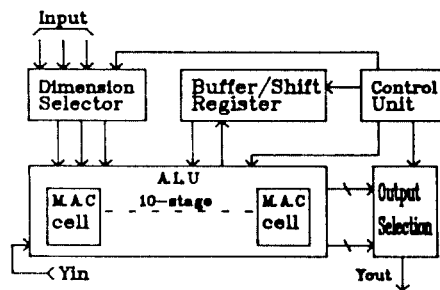 Input
Dimension
Selector
Buffer/Shift
Register
Control
Unit
A.L.U
10-stage
M.A.C
cell
M.A.C
cell
Output
Selection
Yin
Yout